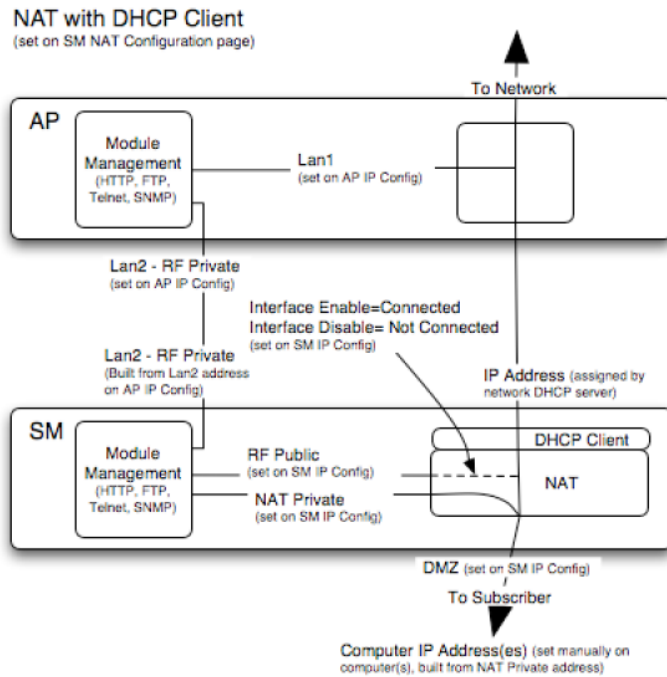 NAT with DHCP Client
(set on SM NAT Configuration page)
To Network
AP
Module
Management
(HTTP, FTP,
Telnet, SNMP)
Lan1
(set on AP IP Config)
Lan2 - RF Private
(set on AP IP Config)
Interface Enable=Connected
Interface Disable= Not Connected
(set on SM IP Config)
Lan2 - RF Private
(Built from Lan2 address
on AP IP Config)
IP Address (assigned by
network DHCP server)
SM
Module
Management
(HTTP, FTP,
Telnet, SNMP)
RF Public
(set on SM IP Config)
NAT Private
(set on SM IP Config)
DHCP Client
NAT
DMZ (set on SM IP Config)
To Subscriber
Computer IP Address(es) (set manually on
computer(s), built from NAT Private address)